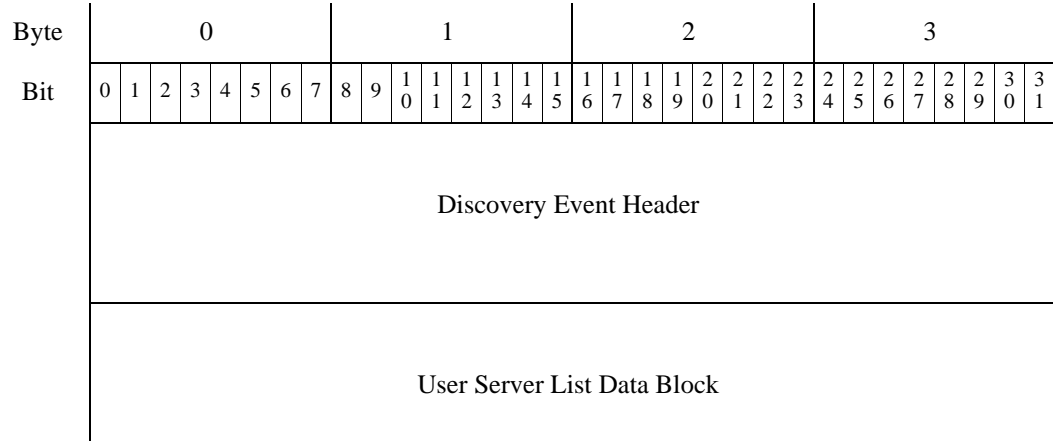 Byte 0 1 2 3
Bit 0 1 2 3 4 5 6 7 8 9 10 11 12 13 14 15 16 17 18 19 20 21 22 23 24 25 26 27 28 29 30 31
Discovery Event Header
User Server List Data Block